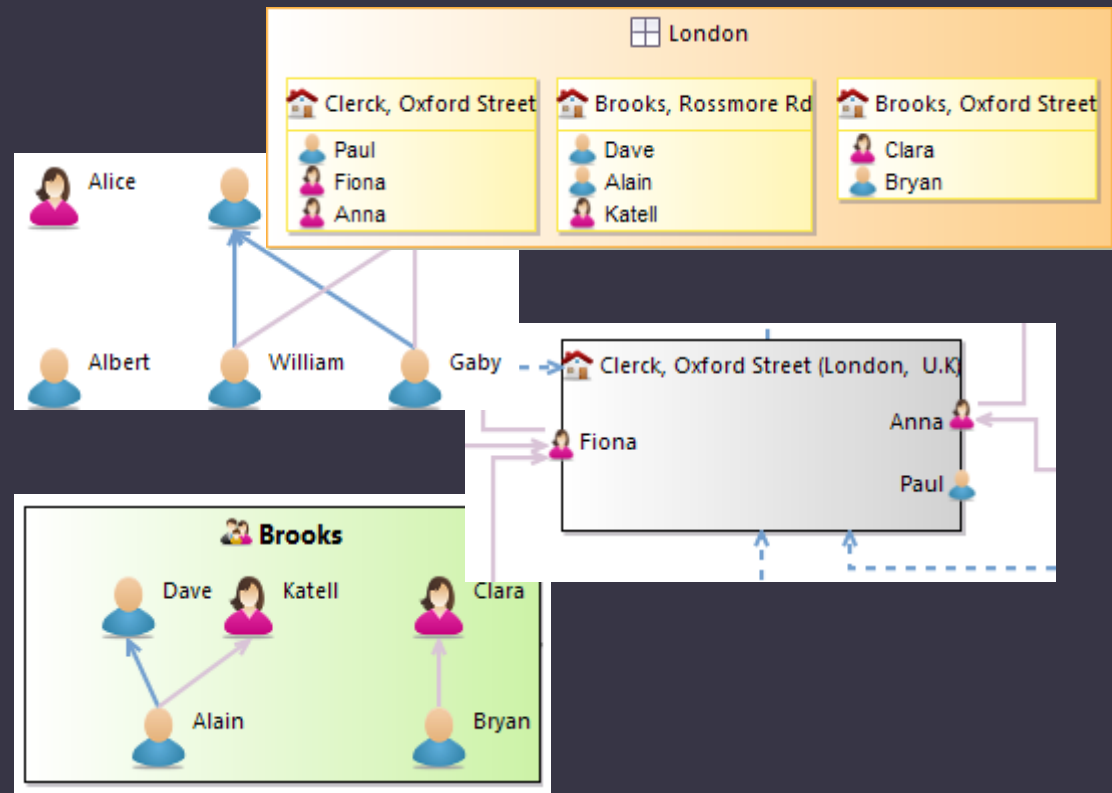 London
Clerck, Oxford Street
Paul
Fiona
Anna
Brooks, Rossmore Rd
Dave
Alain
Katell
Brooks, Oxford Street
Clara
Bryan
Alice
Albert
William
Gaby
Clerck, Oxford Street (London, U.K)
Fiona
Anna
Paul
Brooks
Dave
Katell
Clara
Alain
Bryan